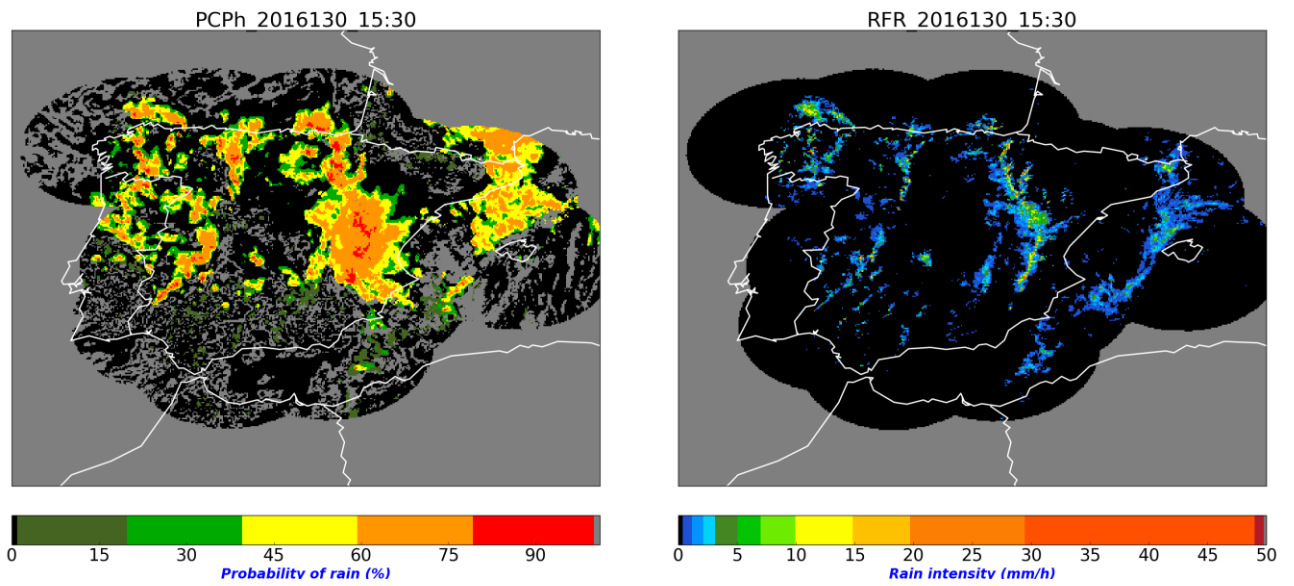 PCPh_2016130_15:30
RFR_2016130_15:30
0 15 30 45 60 75 90
Probability of rain (%)
0 5 10 15 20 25 30 35 40 45 50
Rain intensity (mm/h)